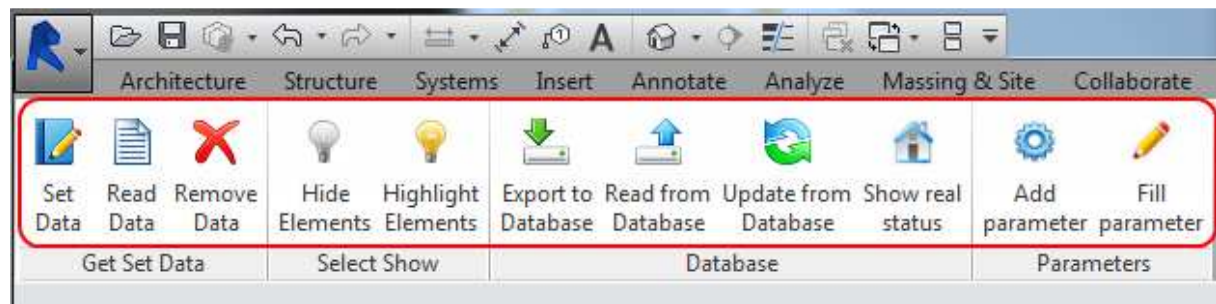 A
Architecture Structure Systems Insert Annotate Analyze Massing & Site Collaborate
Set Read Remove Hide Highlight Export to Read from Update from Show real Add Fill
Data Data Data Elements Elements Database Database Database status parameter parameter
Get Set Data Select Show Database Parameters